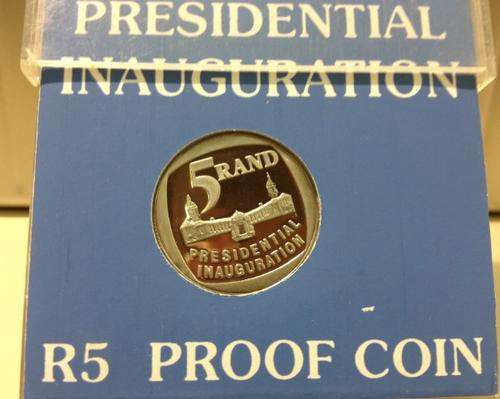 PRESIDENTIAL
INAUGURATION
5 RAND
PRESIDENTIAL
INAUGURATION
R5 PROOF COIN